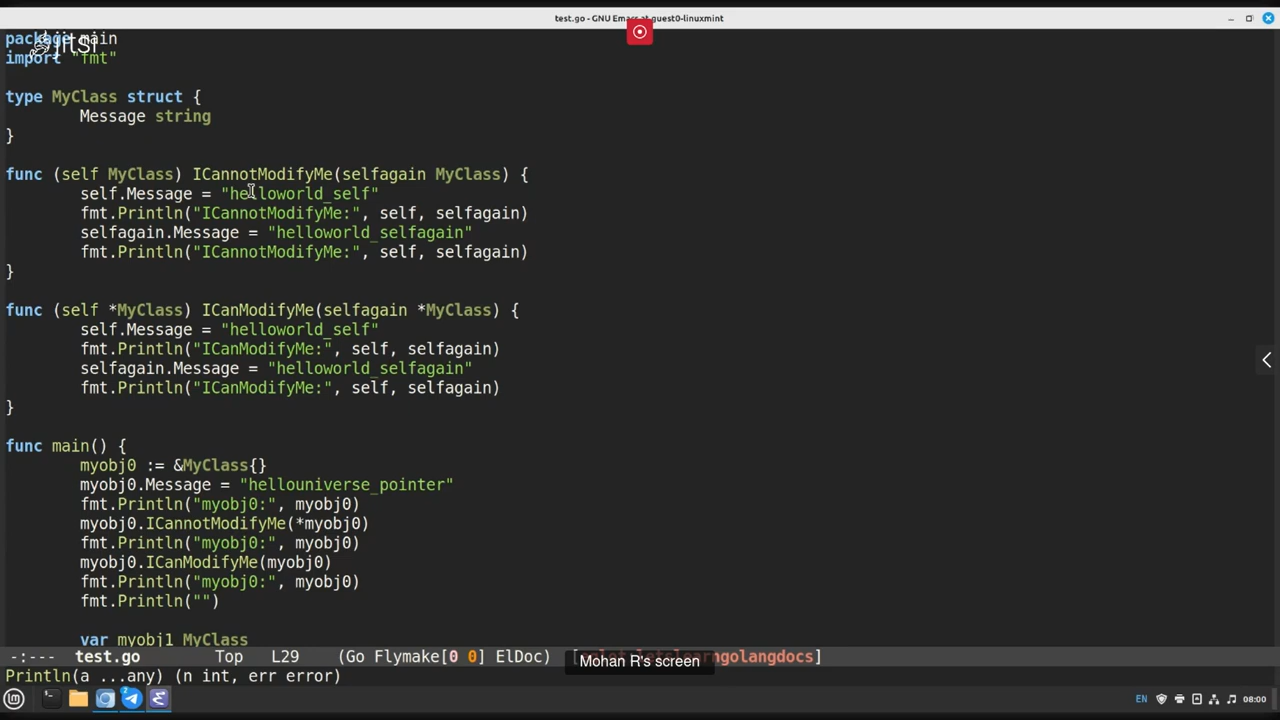 test.go - GNU Emacs at guest0-linuxmint
jitsi
package main
import "fmt"
type MyClass struct {
Message string
}
func (self MyClass) ICannotModifyMe(selfagain MyClass) {
self.Message = "helloworld_self"
fmt.Println("ICannotModifyMe:", self, selfagain)
selfagain.Message = "helloworld_selfagain"
fmt.Println("ICannotModifyMe:", self, selfagain)
}
func (self *MyClass) ICanModifyMe(selfagain *MyClass) {
self.Message = "helloworld_self"
fmt.Println("ICanModifyMe:", self, selfagain)
selfagain.Message = "helloworld_selfagain"
fmt.Println("ICanModifyMe:", self, selfagain)
}
func main() {
myobj0 := &MyClass{}
myobj0.Message = "hellouniverse_pointer"
fmt.Println("myobj0:", myobj0)
myobj0.ICannotModifyMe(*myobj0)
fmt.Println("myobj0:", myobj0)
myobj0.ICanModifyMe(myobj0)
fmt.Println("myobj0:", myobj0)
fmt.Println("")
var myobj1 MyClass
-:--- test.go Top L29 (Go Flymake[0 0] ElDoc)
Mohan R's screen
Println(a ...any) (n int, err error)
2
EN 08:00